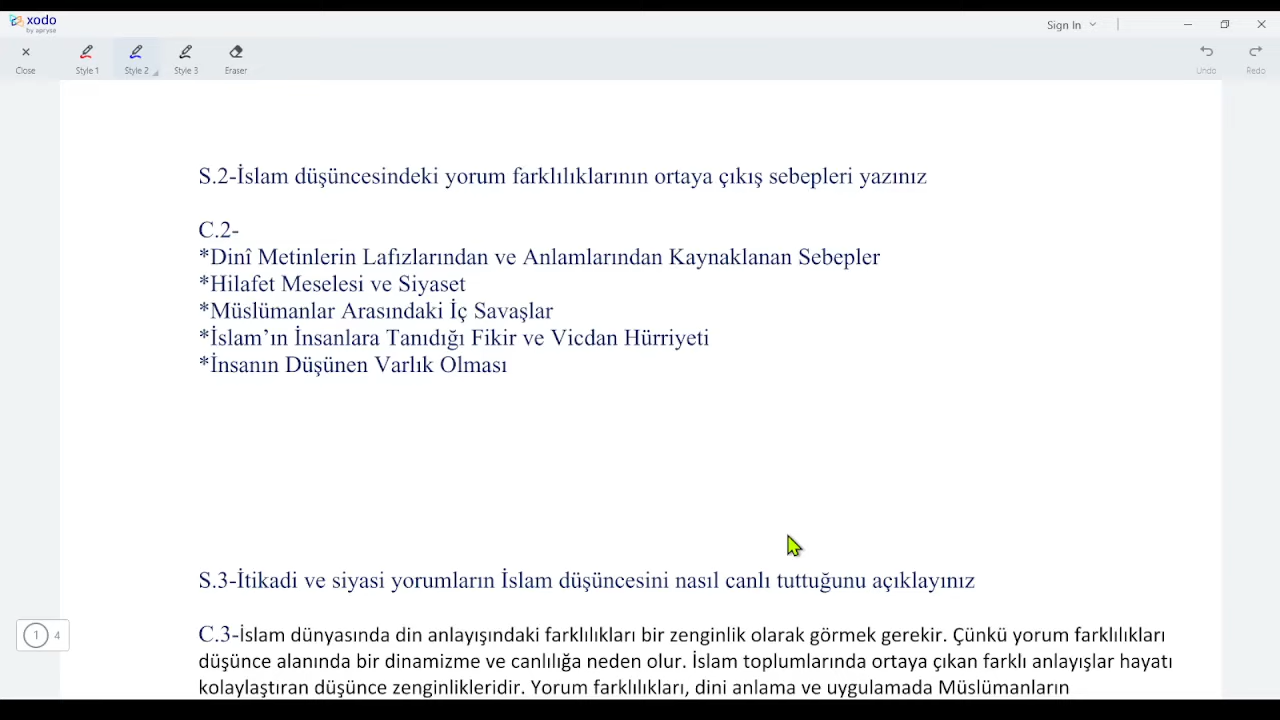 xodo
by apryse
Sign In
Close
Style 1
Style 2
Style 3
Eraser
Undo
Redo
S.2-İslam düşüncesindeki yorum farklılıklarının ortaya çıkış sebepleri yazınız
C.2-
*Dinî Metinlerin Lafızlarından ve Anlamlarından Kaynaklanan Sebepler
*Hilafet Meselesi ve Siyaset
*Müslümanlar Arasındaki İç Savaşlar
*İslam’ın İnsanlara Tanıdığı Fikir ve Vicdan Hürriyeti
*İnsanın Düşünen Varlık Olması
S.3-İtikadi ve siyasi yorumların İslam düşüncesini nasıl canlı tuttuğunu açıklayınız
1 4
C.3-İslam dünyasında din anlayışındaki farklılıkları bir zenginlik olarak görmek gerekir. Çünkü yorum farklılıkları
düşünce alanında bir dinamizme ve canlılığa neden olur. İslam toplumlarında ortaya çıkan farklı anlayışlar hayatı
kolaylaştıran düşünce zenginlikleridir. Yorum farklılıkları, dini anlama ve uygulamada Müslümanların